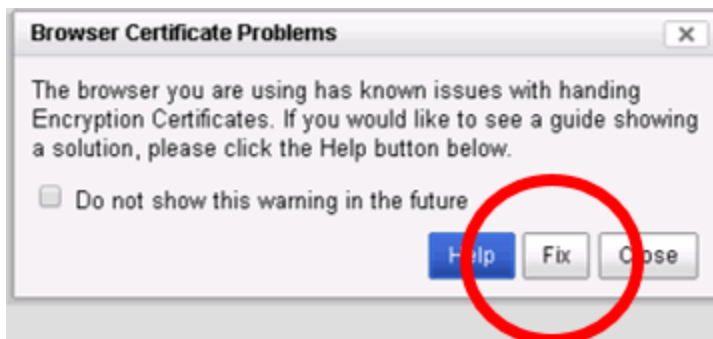 Browser Certificate Problems
The browser you are using has known issues with handing
Encryption Certificates. If you would like to see a guide showing
a solution, please click the Help button below.
Do not show this warning in the future
Help Fix Close